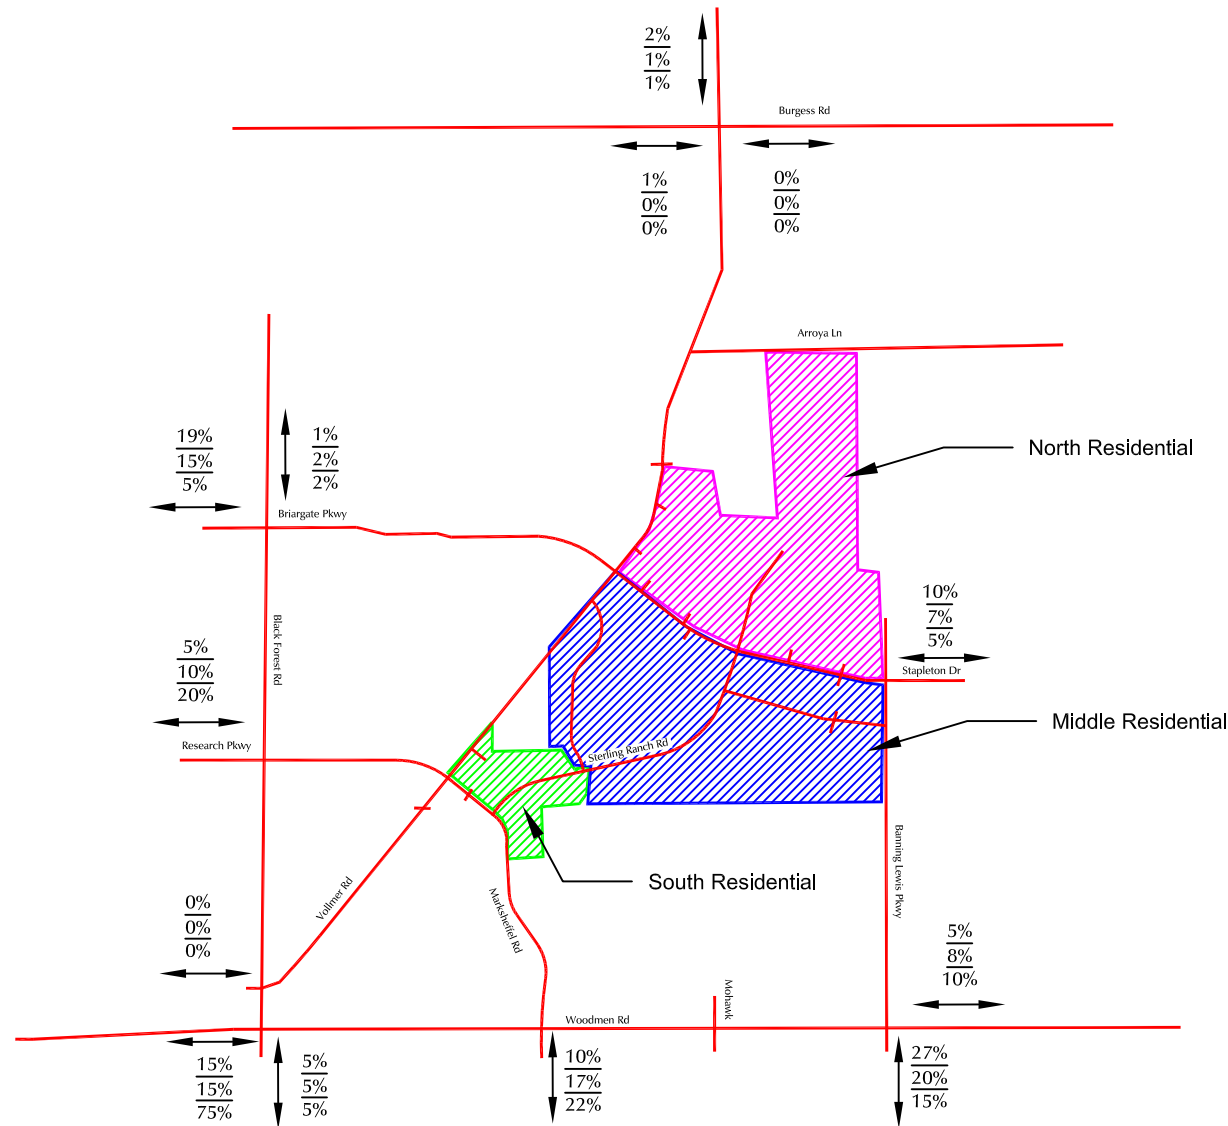 2%
1%
1%
Burgess Rd
1%
0%
0%
0%
0%
0%
Arroya Ln
North Residential
19%
15%
5%
1%
2%
2%
Briargate Pkwy
Black Forest Rd
10%
7%
5%
Stapleton Dr
5%
10%
20%
Research Pkwy
Middle Residential
Sterling Ranch Rd
South Residential
Vollmer Rd
Marksheffel Rd
Banning Lewis Pkwy
0%
0%
0%
5%
8%
10%
Mohawk
Woodmen Rd
15%
15%
75%
5%
5%
5%
10%
17%
22%
27%
20%
15%